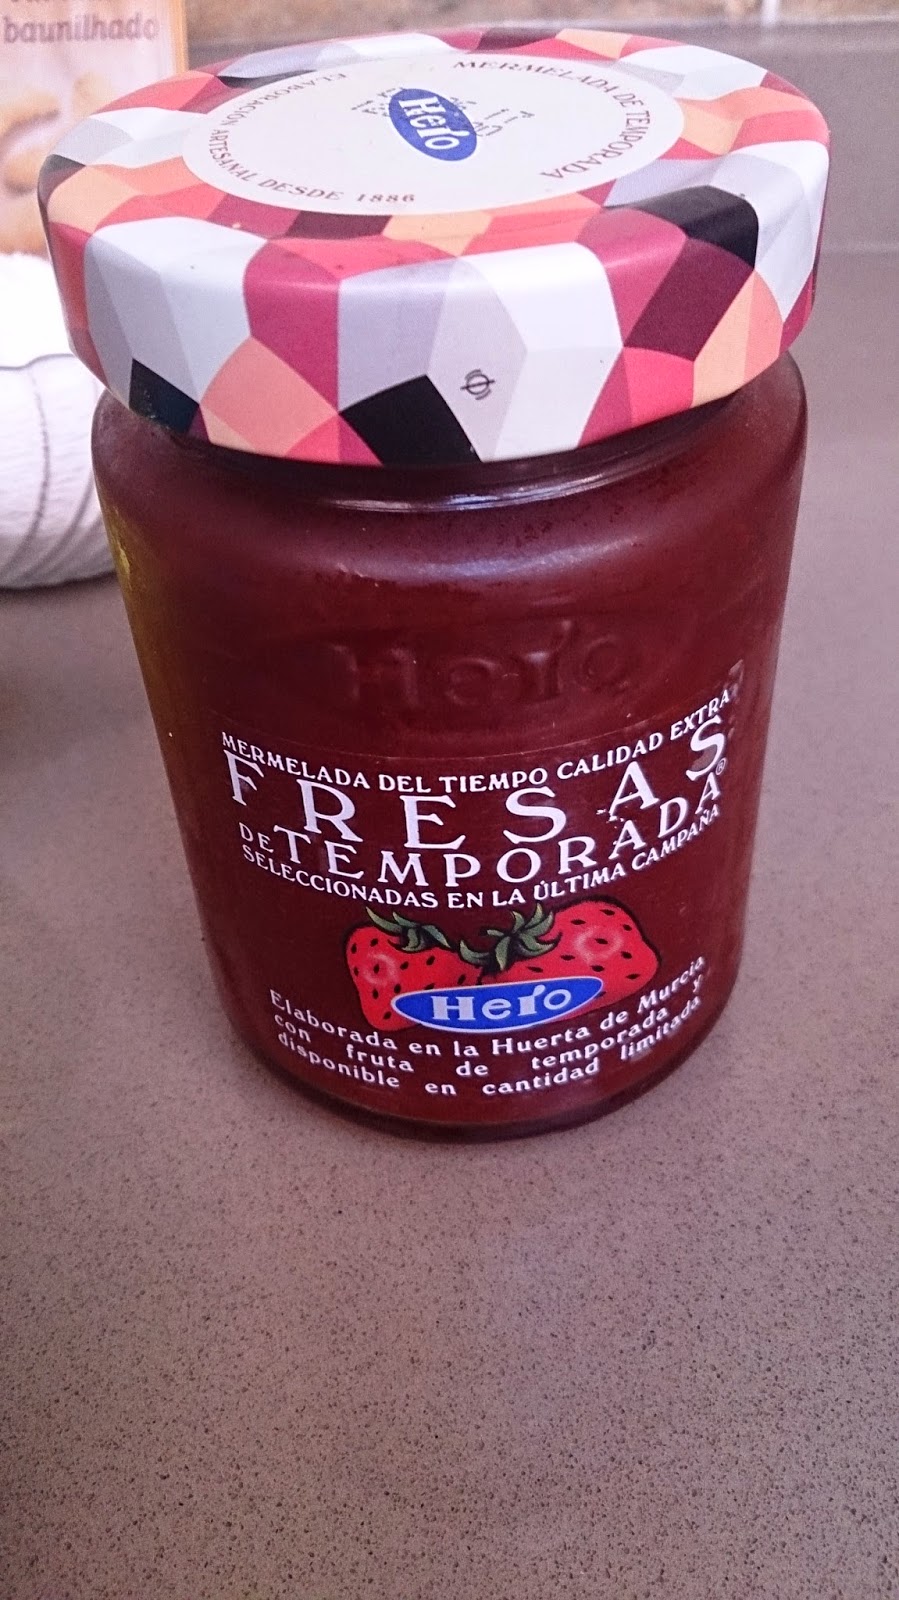 baunilhado
MERMELADA DE TEMPORADA
Hero
ELABORACIÓN ARTESANAL DESDE 1886
Hero
MERMELADA DEL TIEMPO CALIDAD EXTRA
FRESAS
DE TEMPORADA®
SELECCIONADAS EN LA ÚLTIMA CAMPAÑA
Hero
Elaborada en la Huerta de Murcia
con fruta de temporada y
disponible en cantidad limitada